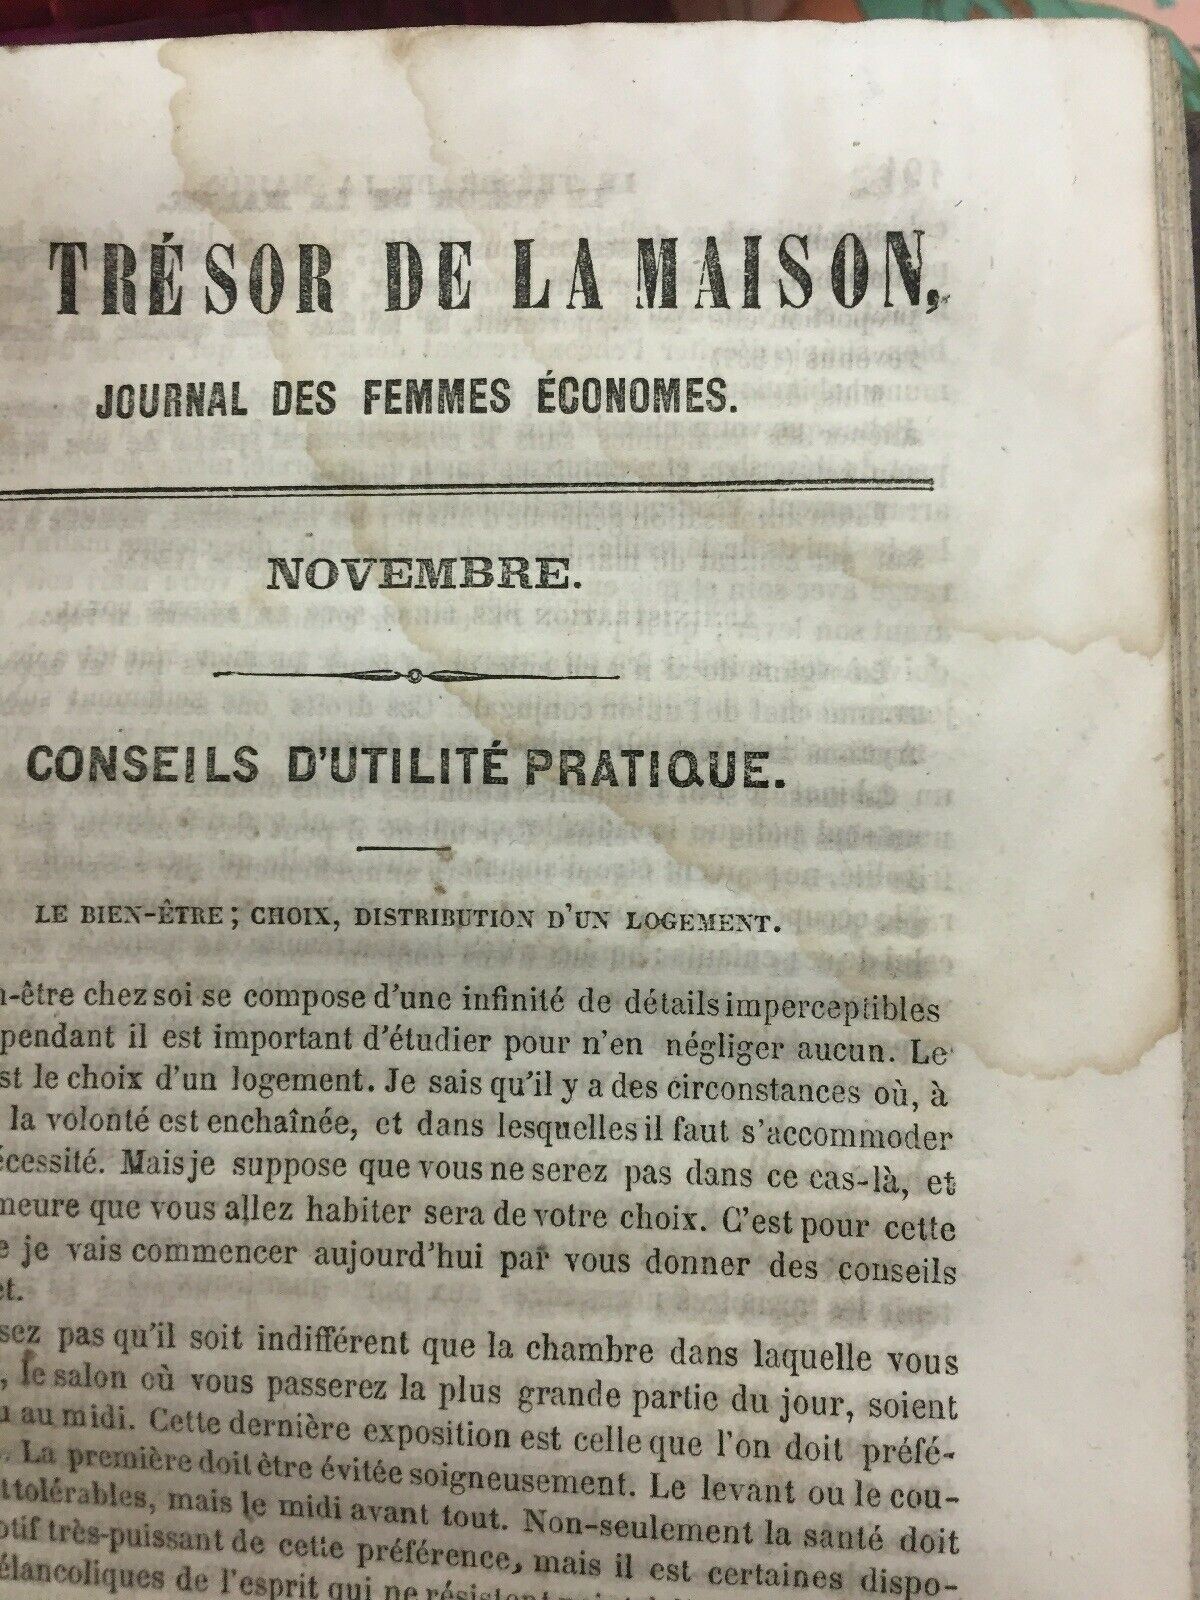 TRÉSOR DE LA MAISON,
JOURNAL DES FEMMES ÉCONOMES.
NOVEMBRE.
CONSEILS D'UTILITÉ PRATIQUE.
LE BIEN-ÊTRE; CHOIX, DISTRIBUTION D'UN LOGEMENT.
n-être chez soi se compose d'une infinité de détails imperceptibles
pendant il est important d'étudier pour n'en négliger aucun. Le
st le choix d'un logement. Je sais qu'il y a des circonstances où, à
la volonté est enchaînée, et dans lesquelles il faut s'accommoder
écessité. Mais je suppose que vous ne serez pas dans ce cas-là, et
meure que vous allez habiter sera de votre choix. C'est pour cette
e je vais commencer aujourd'hui par vous donner des conseils
et.
sez pas qu'il soit indifférent que la chambre dans laquelle vous
, le salon où vous passerez la plus grande partie du jour, soient
u au midi. Cette dernière exposition est celle que l'on doit préfé-
. La première doit être évitée soigneusement. Le levant ou le cou-
ttolérables, mais le midi avant tout. Non-seulement la santé doit
otif très-puissant de cette préférence, mais il est certaines dispo-
élancoliques de l'esprit qui ne résistent